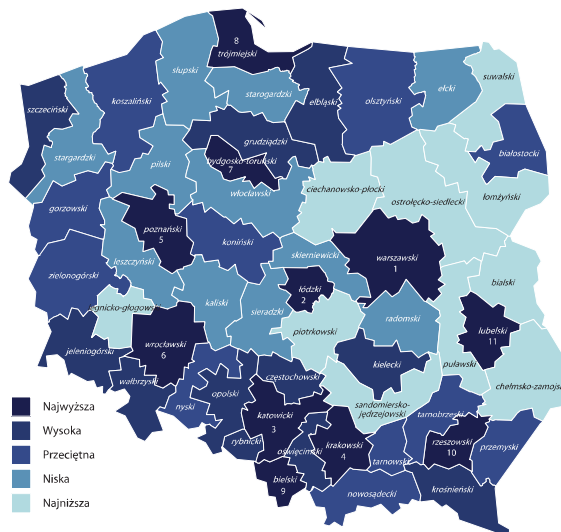 8
trójmiejski
słupski
koszaliński
szczeciński
starogardzki
elbląski
olsztyński
ełcki
suwalski
stargardzki
grudziądzki
białostocki
pilski
bydgosko-toruński
7
włocławski
ciechanowsko-płocki
ostrołęcko-siedlecki
łomżyński
gorzowski
poznański
5
koniński
skierniewicki
warszawski
1
leszczyński
zielonogórski
łódzki
2
bialski
legnicko-głogowski
kaliski
sieradzki
radomski
piotrkowski
lubelski
11
wrocławski
6
jeleniogórski
kielecki
puławski
wałbrzyski
częstochowski
chełmsko-zamojski
nyski
opolski
sandomiersko-
jędrzejowski
tarnobrzeski
katowicki
3
rybnicki
oświęcimski
krakowski
4
rzeszowski
10
przemyski
tarnowski
bielski
9
nowosądecki
krośnieński
Najwyższa
Wysoka
Przeciętna
Niska
Najniższa